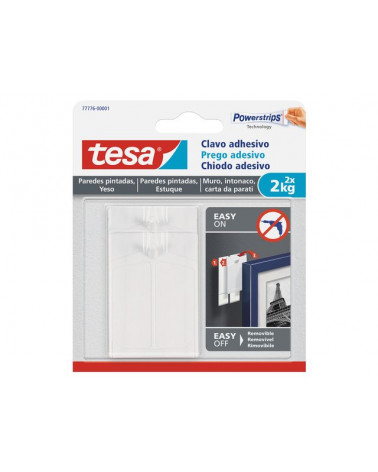 77776-00001
Powerstrips
Technology
tesa
Clavo adhesivo
Prego adesivo
Chiodo adesivo
Paredes pintadas,
Yeso
Paredes pintadas,
Estuque
Muro, intonaco,
carta da parati
2x
2kg
EASY
ON
EASY
OFF
Removible
Removível
Rimovibile